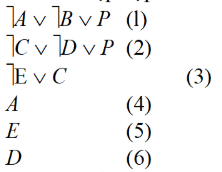 ⌉A ∨ ⌉B ∨ P (1)
⌉C ∨ ⌉D ∨ P (2)
⌉E ∨ C (3)
A (4)
E (5)
D (6)